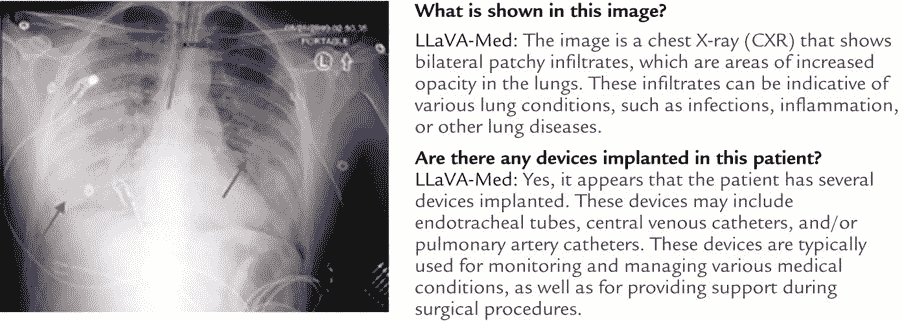 PORTABLE
L
What is shown in this image?
LLaVA-Med: The image is a chest X-ray (CXR) that shows
bilateral patchy infiltrates, which are areas of increased
opacity in the lungs. These infiltrates can be indicative of
various lung conditions, such as infections, inflammation,
or other lung diseases.
Are there any devices implanted in this patient?
LLaVA-Med: Yes, it appears that the patient has several
devices implanted. These devices may include
endotracheal tubes, central venous catheters, and/or
pulmonary artery catheters. These devices are typically
used for monitoring and managing various medical
conditions, as well as for providing support during
surgical procedures.